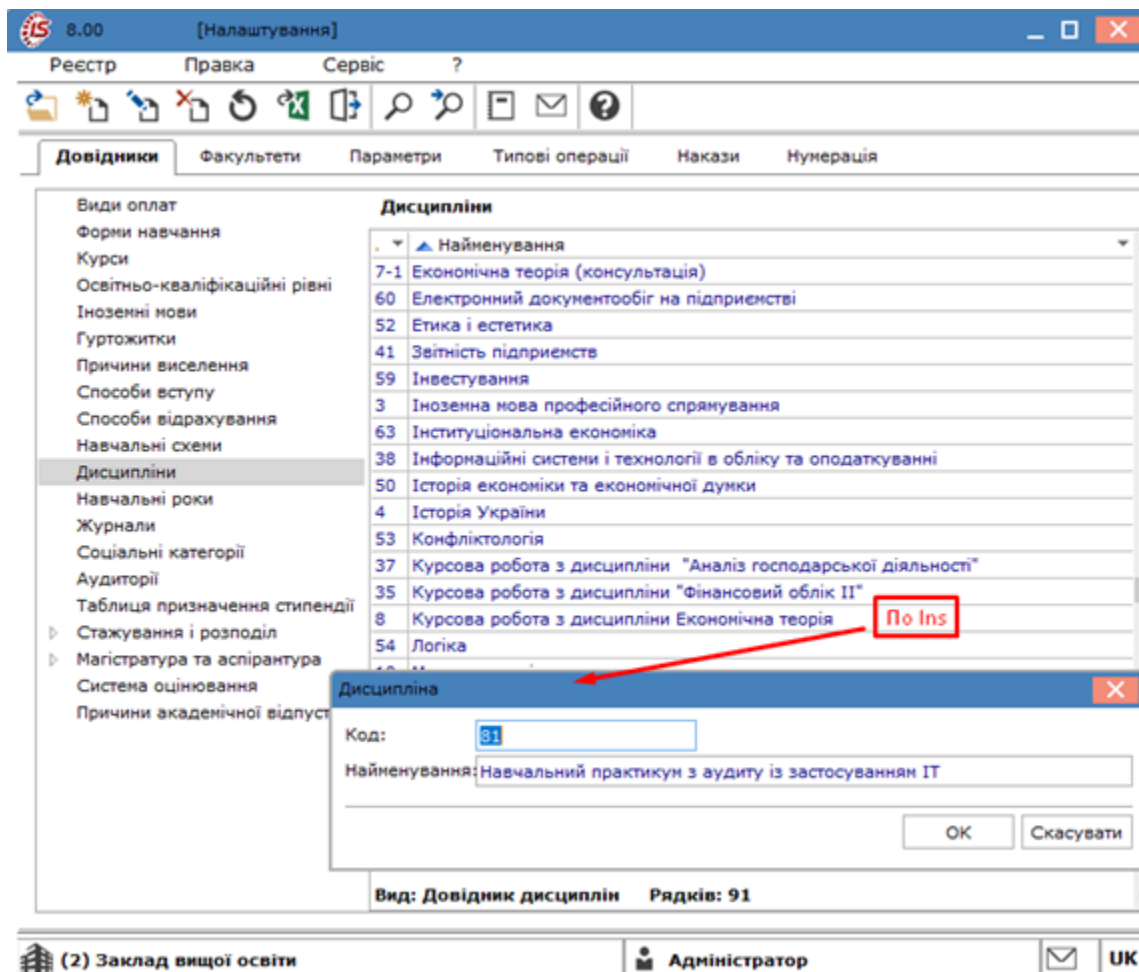 IS 8.00 [Налаштування]
Реєстр Правка Сервіс ?
Довідники Факультети Параметри Типові операції Накази Нумерація
Види оплат
Форми навчання
Курси
Освітньо-кваліфікаційні рівні
Іноземні мови
Гуртожитки
Причини виселення
Способи вступу
Способи відрахування
Навчальні схеми
Дисципліни
Навчальні роки
Журнали
Соціальні категорії
Аудиторії
Таблиця призначення стипендії
Стажування і розподіл
Магістратура та аспірантура
Система оцінювання
Причини академічної відпуст
Дисципліни
. Найменування
7-1 Економічна теорія (консультація)
60 Електронний документообіг на підприємстві
52 Етика і естетика
41 Звітність підприємств
59 Інвестування
3 Іноземна мова професійного спрямування
63 Інституціональна економіка
38 Інформаційні системи і технології в обліку та оподаткуванні
50 Історія економіки та економічної думки
4 Історія України
53 Конфліктологія
37 Курсова робота з дисципліни "Аналіз господарської діяльності"
35 Курсова робота з дисципліни "Фінансовий облік ІІ"
8 Курсова робота з дисципліни Економічна теорія
По Ins
54 Логіка
Дисципліна
Код: 81
Найменування: Навчальний практикум з аудиту із застосуванням ІТ
ОК Скасувати
Вид: Довідник дисциплін Рядків: 91
(2) Заклад вищої освіти Адміністратор UK